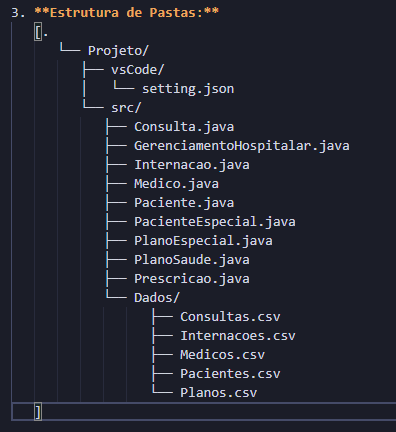 3. **Estrutura de Pastas:**
[.
└── Projeto/
├── vsCode/
│   └── setting.json
└── src/
├── Consulta.java
├── GerenciamentoHospitalar.java
├── Internacao.java
├── Medico.java
├── Paciente.java
├── PacienteEspecial.java
├── PlanoEspecial.java
├── PlanoSaude.java
├── Prescricao.java
└── Dados/
├── Consultas.csv
├── Internacoes.csv
├── Medicos.csv
├── Pacientes.csv
└── Planos.csv
]